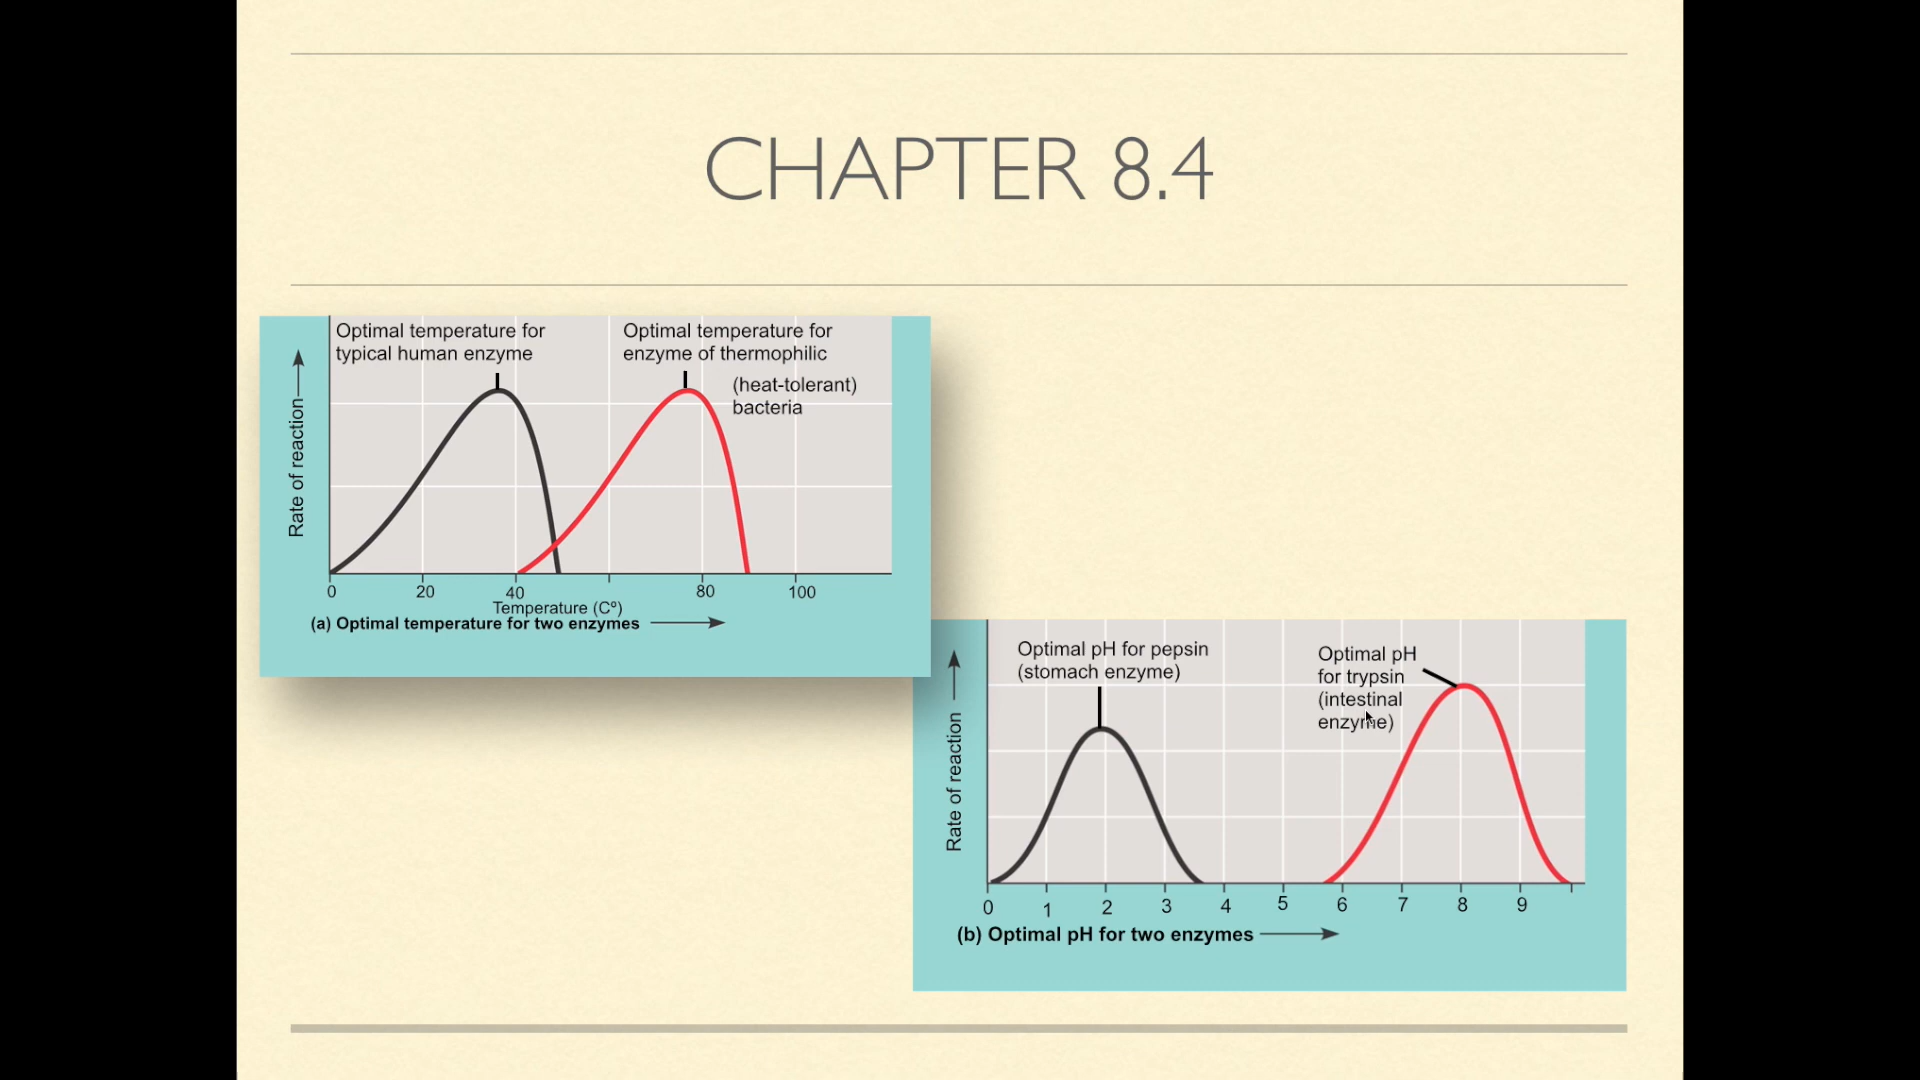 CHAPTER 8.4
Optimal temperature for
typical human enzyme
Optimal temperature for
enzyme of thermophilic
(heat-tolerant)
bacteria
Rate of reaction
0 20 40 80 100
Temperature (Cº)
(a) Optimal temperature for two enzymes
Optimal pH for pepsin
(stomach enzyme)
Optimal pH
for trypsin
(intestinal
enzyme)
Rate of reaction
0 1 2 3 4 5 6 7 8 9
(b) Optimal pH for two enzymes